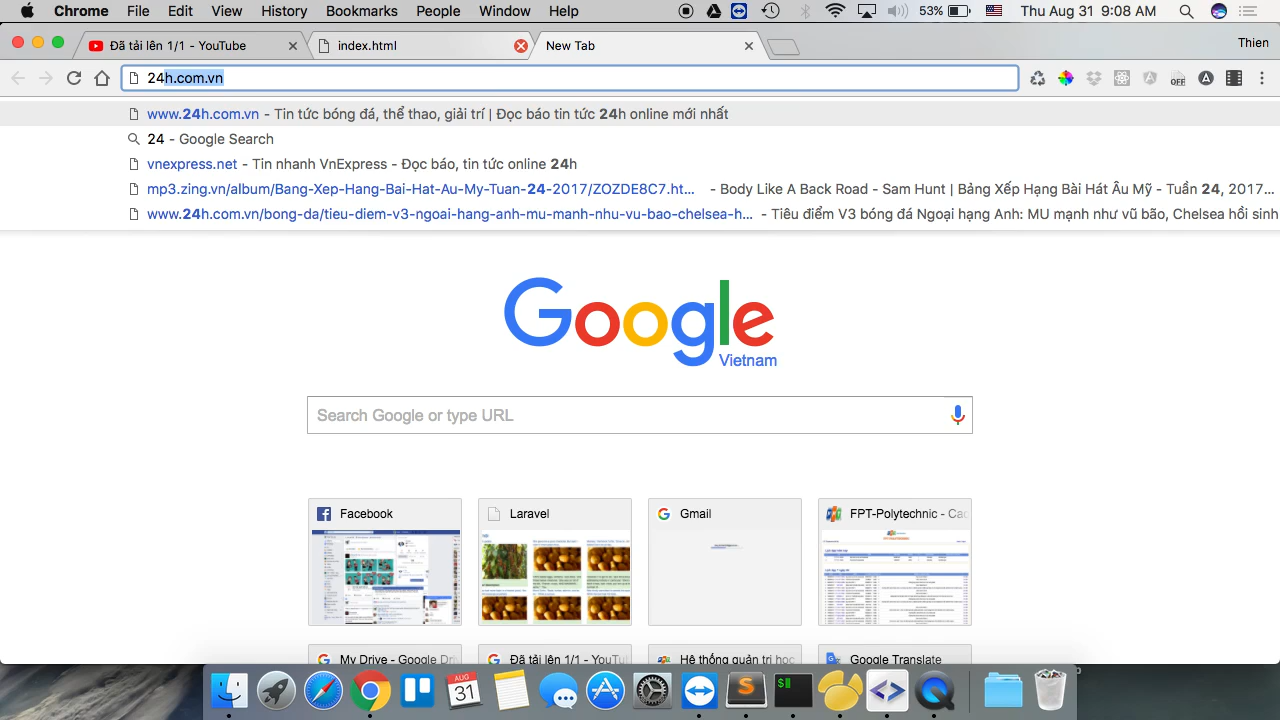 Chrome File Edit View History Bookmarks People Window Help 53% Thu Aug 31 9:08 AM
Đã tải lên 1/1 - YouTube index.html New Tab Thien
24h.com.vn OFF
www.24h.com.vn - Tin tức bóng đá, thể thao, giải trí | Đọc báo tin tức 24h online mới nhất
24 - Google Search
vnexpress.net - Tin nhanh VnExpress - Đọc báo, tin tức online 24h
mp3.zing.vn/album/Bang-Xep-Hang-Bai-Hat-Au-My-Tuan-24-2017/ZOZDE8C7.ht... - Body Like A Back Road - Sam Hunt | Bảng Xếp Hạng Bài Hát Âu Mỹ - Tuần 24, 2017...
www.24h.com.vn/bong-da/tieu-diem-v3-ngoai-hang-anh-mu-manh-nhu-vu-bao-chelsea-h... - Tiêu điểm V3 bóng đá Ngoại hạng Anh: MU mạnh như vũ bão, Chelsea hồi sinh
Google
Vietnam
Search Google or type URL
Facebook Laravel Gmail FPT-Polytechnic - Cao
My Drive - Google Dri Đã tải lên 1/1 - YouTu Hệ thống quản trị học Google Translate
AUG
31